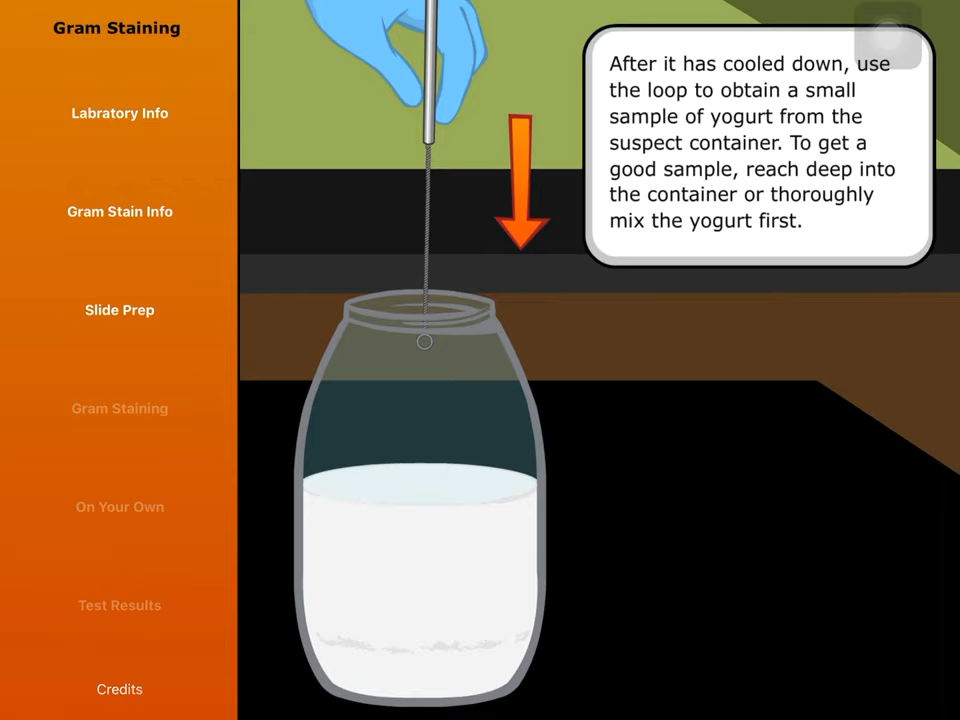 Gram Staining
Labratory Info
Gram Stain Info
Slide Prep
Gram Staining
On Your Own
Test Results
Credits
After it has cooled down, use
the loop to obtain a small
sample of yogurt from the
suspect container. To get a
good sample, reach deep into
the container or thoroughly
mix the yogurt first.